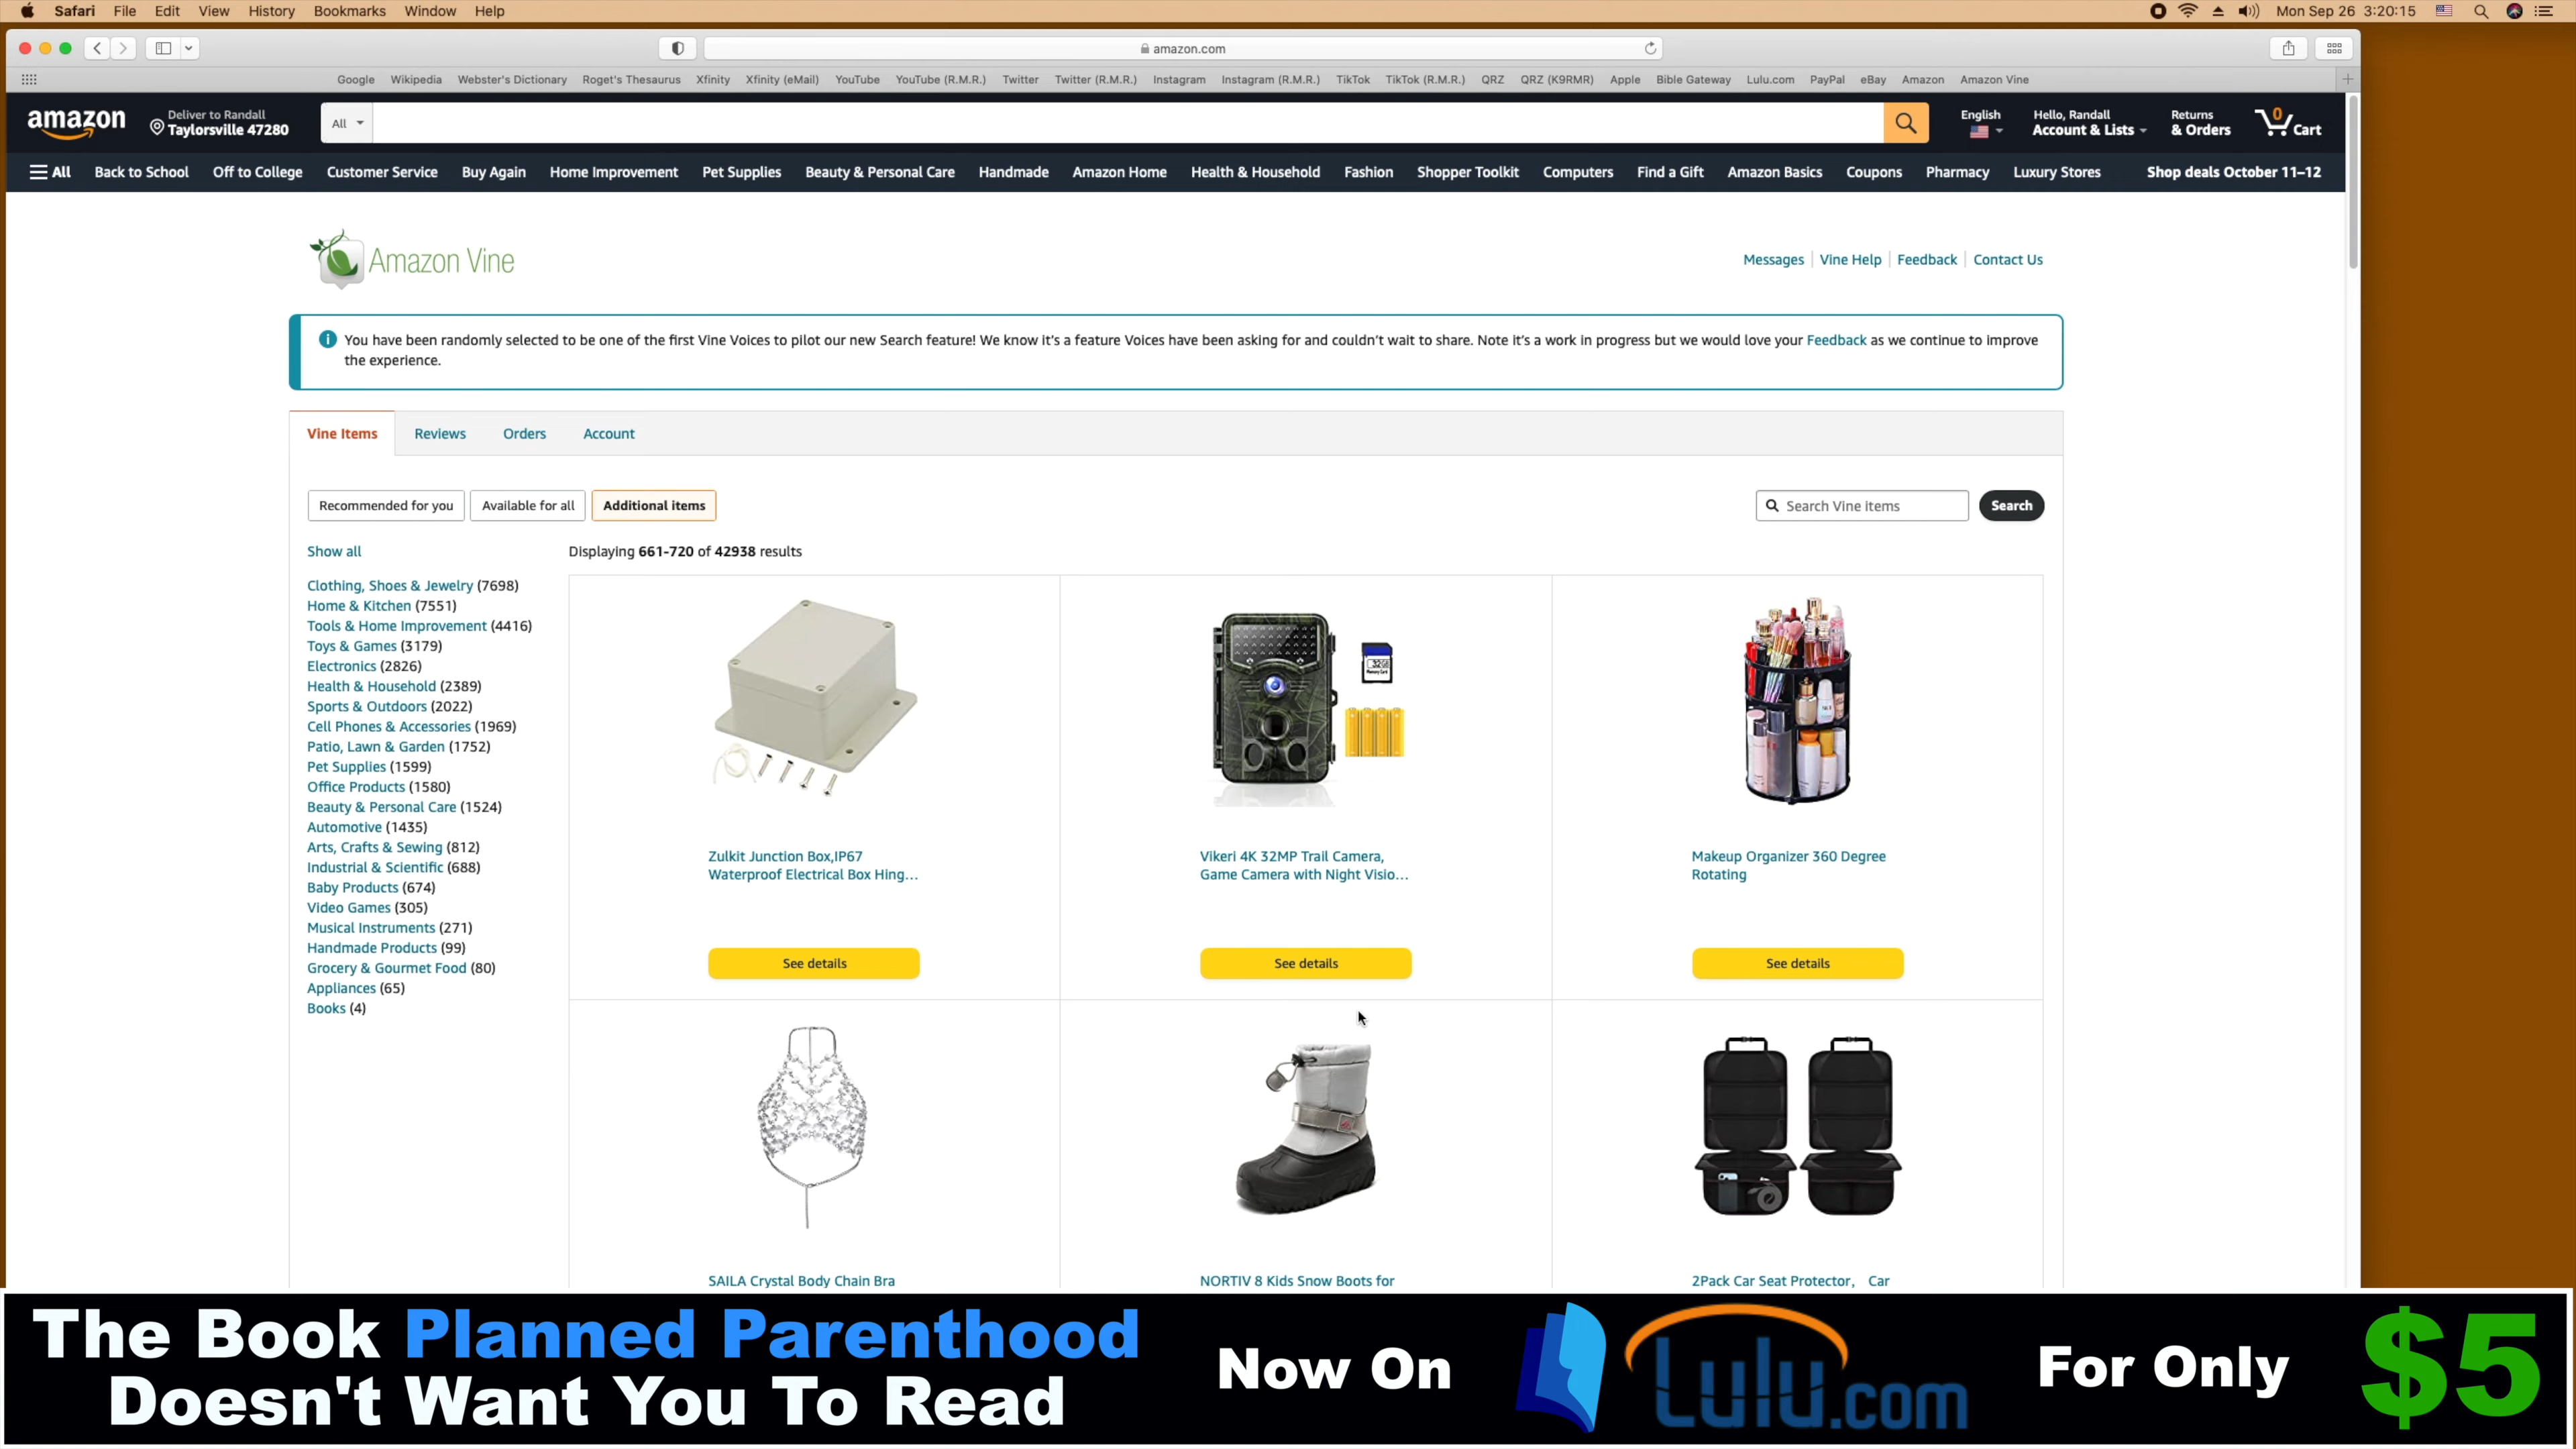 Safari File Edit View History Bookmarks Window Help Mon Sep 26 3:20:15
amazon.com
Google Wikipedia Webster's Dictionary Roget's Thesaurus Xfinity Xfinity (eMail) YouTube YouTube (R.M.R.) Twitter Twitter (R.M.R.) Instagram Instagram (R.M.R.) TikTok TikTok (R.M.R.) QRZ QRZ (K9RMR) Apple Bible Gateway Lulu.com PayPal eBay Amazon Amazon Vine
amazon
Deliver to Randall
Taylorsville 47280
All
English
Hello, Randall
Account & Lists
Returns
& Orders
0
Cart
All Back to School Off to College Customer Service Buy Again Home Improvement Pet Supplies Beauty & Personal Care Handmade Amazon Home Health & Household Fashion Shopper Toolkit Computers Find a Gift Amazon Basics Coupons Pharmacy Luxury Stores Shop deals October 11-12
Amazon Vine
Messages Vine Help Feedback Contact Us
You have been randomly selected to be one of the first Vine Voices to pilot our new Search feature! We know it's a feature Voices have been asking for and couldn't wait to share. Note it's a work in progress but we would love your Feedback as we continue to improve
the experience.
Vine Items Reviews Orders Account
Recommended for you Available for all Additional items
Search Vine items Search
Show all
Displaying 661-720 of 42938 results
Clothing, Shoes & Jewelry (7698)
Home & Kitchen (7551)
Tools & Home Improvement (4416)
Toys & Games (3179)
Electronics (2826)
Health & Household (2389)
Sports & Outdoors (2022)
Cell Phones & Accessories (1969)
Patio, Lawn & Garden (1752)
Pet Supplies (1599)
Office Products (1580)
Beauty & Personal Care (1524)
Automotive (1435)
Arts, Crafts & Sewing (812)
Industrial & Scientific (688)
Baby Products (674)
Video Games (305)
Musical Instruments (271)
Handmade Products (99)
Grocery & Gourmet Food (80)
Appliances (65)
Books (4)
Zulkit Junction Box,IP67
Waterproof Electrical Box Hing...
See details
32GB
Memory Card
Vikeri 4K 32MP Trail Camera,
Game Camera with Night Visio...
See details
Makeup Organizer 360 Degree
Rotating
See details
SAILA Crystal Body Chain Bra
NORTIV 8 Kids Snow Boots for
2Pack Car Seat Protector， Car
The Book Planned Parenthood
Doesn't Want You To Read
Now On
Lulu.com
For Only
$5